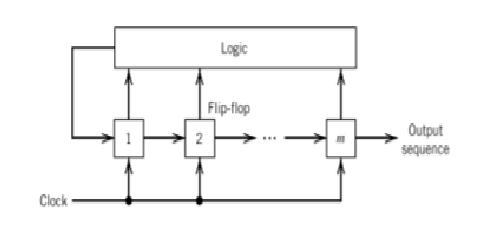 Logic
Flip-flop
1
2
...
m
Output
sequence
Clock